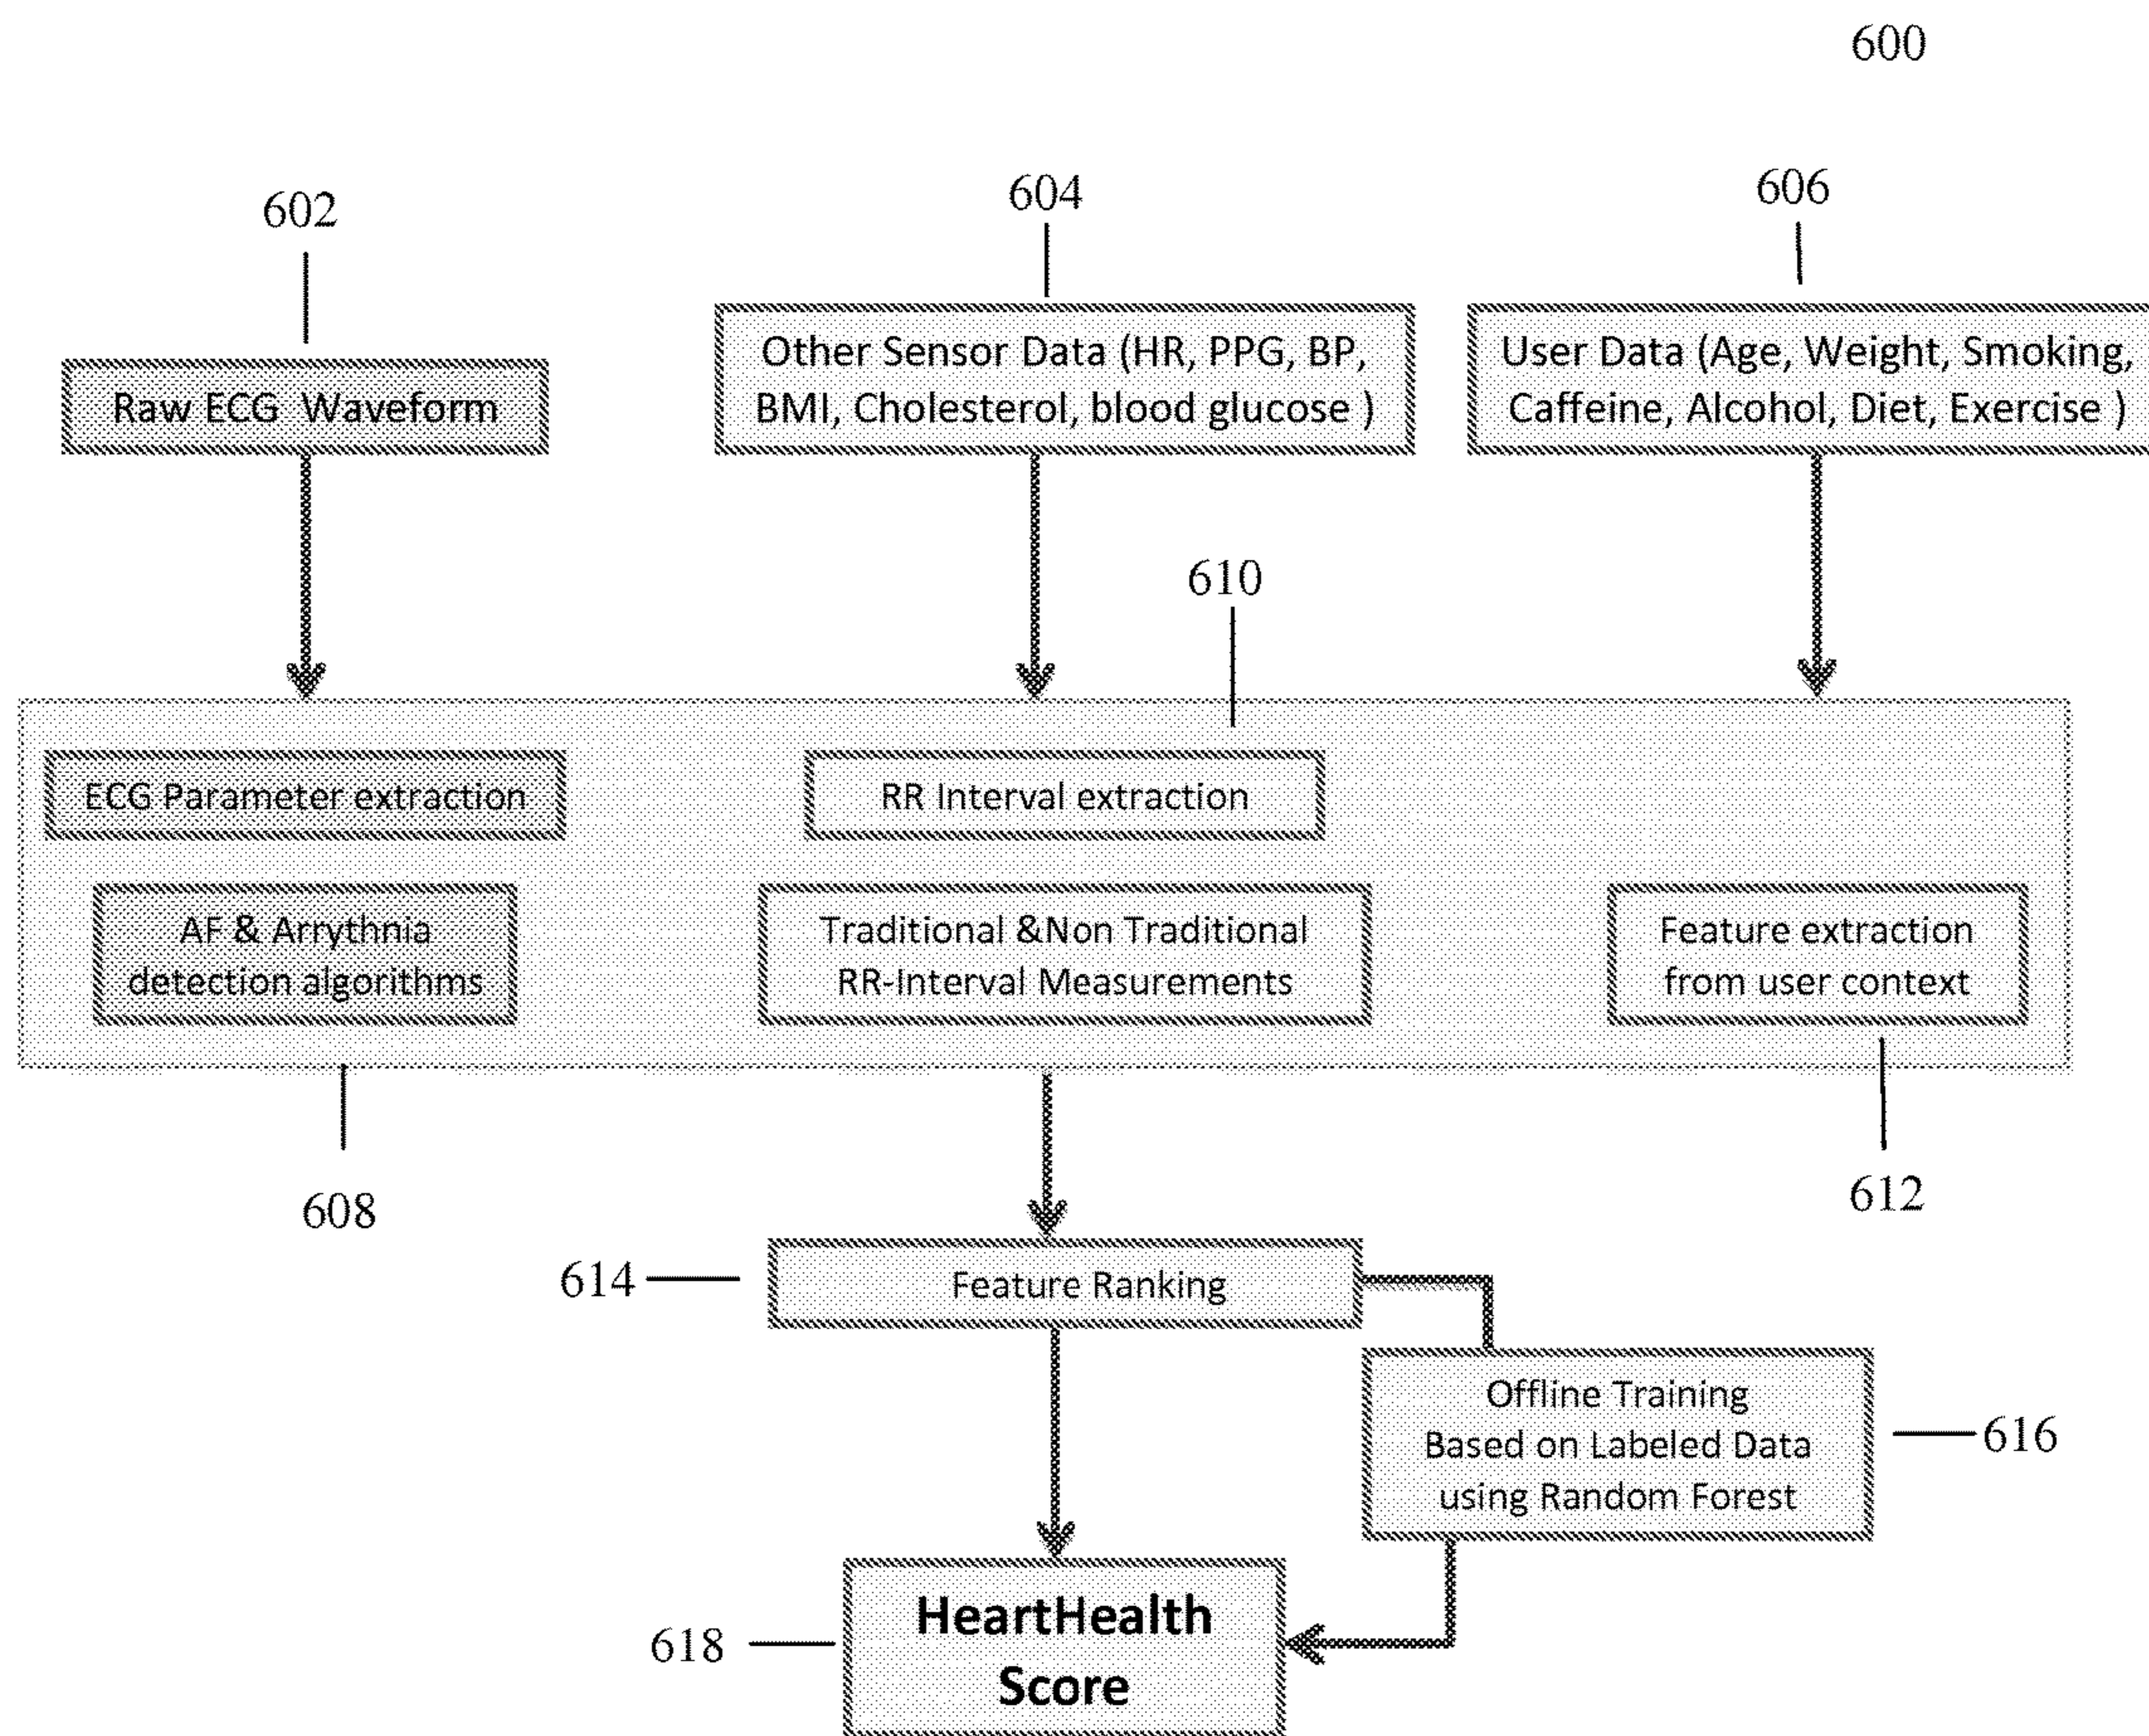 600
602
604
606
Raw ECG Waveform
Other Sensor Data (HR, PPG, BP,
BMI, Cholesterol, blood glucose )
User Data (Age, Weight, Smoking,
Caffeine, Alcohol, Diet, Exercise )
610
ECG Parameter extraction
RR Interval extraction
AF & Arrythnia
detection algorithms
Traditional &Non Traditional
RR-Interval Measurements
Feature extraction
from user context
608
612
614
Feature Ranking
Offline Training
Based on Labeled Data
using Random Forest
616
618
HeartHealth
Score